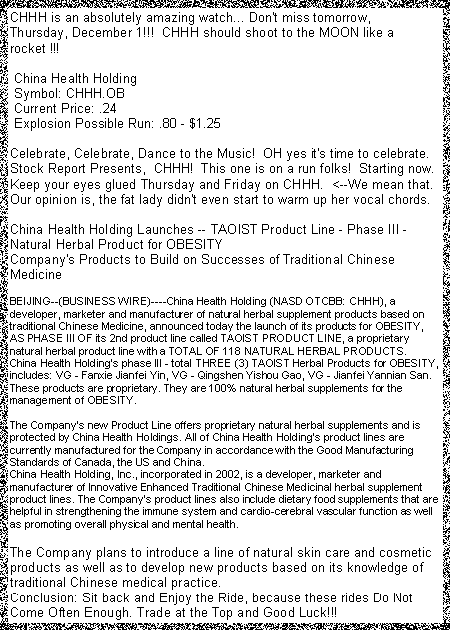 CHHH is an absolutely amazing watch... Don't miss tomorrow,
Thursday, December 1!!!  CHHH should shoot to the MOON like a
rocket !!!
China Health Holding
Symbol: CHHH.OB
Current Price: .24
Explosion Possible Run: .80 - $1.25
Celebrate, Celebrate, Dance to the Music!  OH yes it's time to celebrate.
Stock Report Presents,  CHHH!  This one is on a run folks!  Starting now.
Keep your eyes glued Thursday and Friday on CHHH.  <--We mean that.
Our opinion is, the fat lady didn't even start to warm up her vocal chords.
China Health Holding Launches -- TAOIST Product Line - Phase III -
Natural Herbal Product for OBESITY
Company's Products to Build on Successes of Traditional Chinese
Medicine
BEIJING--(BUSINESS WIRE)----China Health Holding (NASD OTCBB: CHHH), a
developer, marketer and manufacturer of natural herbal supplement products based on
traditional Chinese Medicine, announced today the launch of its products for OBESITY,
AS PHASE III OF its 2nd product line called TAOIST PRODUCT LINE, a proprietary
natural herbal product line with a TOTAL OF 118 NATURAL HERBAL PRODUCTS.
China Health Holding's phase III - total THREE (3) TAOIST Herbal Products for OBESITY,
includes: VG - Fanxie Jianfei Yin, VG - Qingshen Yishou Gao, VG - Jianfei Yannian San.
These products are proprietary. They are 100% natural herbal supplements for the
management of OBESITY.
The Company's new Product Line offers proprietary natural herbal supplements and is
protected by China Health Holdings. All of China Health Holding's product lines are
currently manufactured for the Company in accordance with the Good Manufacturing
Standards of Canada, the US and China.
China Health Holding, Inc., incorporated in 2002, is a developer, marketer and
manufacturer of Innovative Enhanced Traditional Chinese Medicinal herbal supplement
product lines. The Company's product lines also include dietary food supplements that are
helpful in strengthening the immune system and cardio-cerebral vascular function as well
as promoting overall physical and mental health.
The Company plans to introduce a line of natural skin care and cosmetic
products as well as to develop new products based on its knowledge of
traditional Chinese medical practice.
Conclusion: Sit back and Enjoy the Ride, because these rides Do Not
Come Often Enough. Trade at the Top and Good Luck!!!